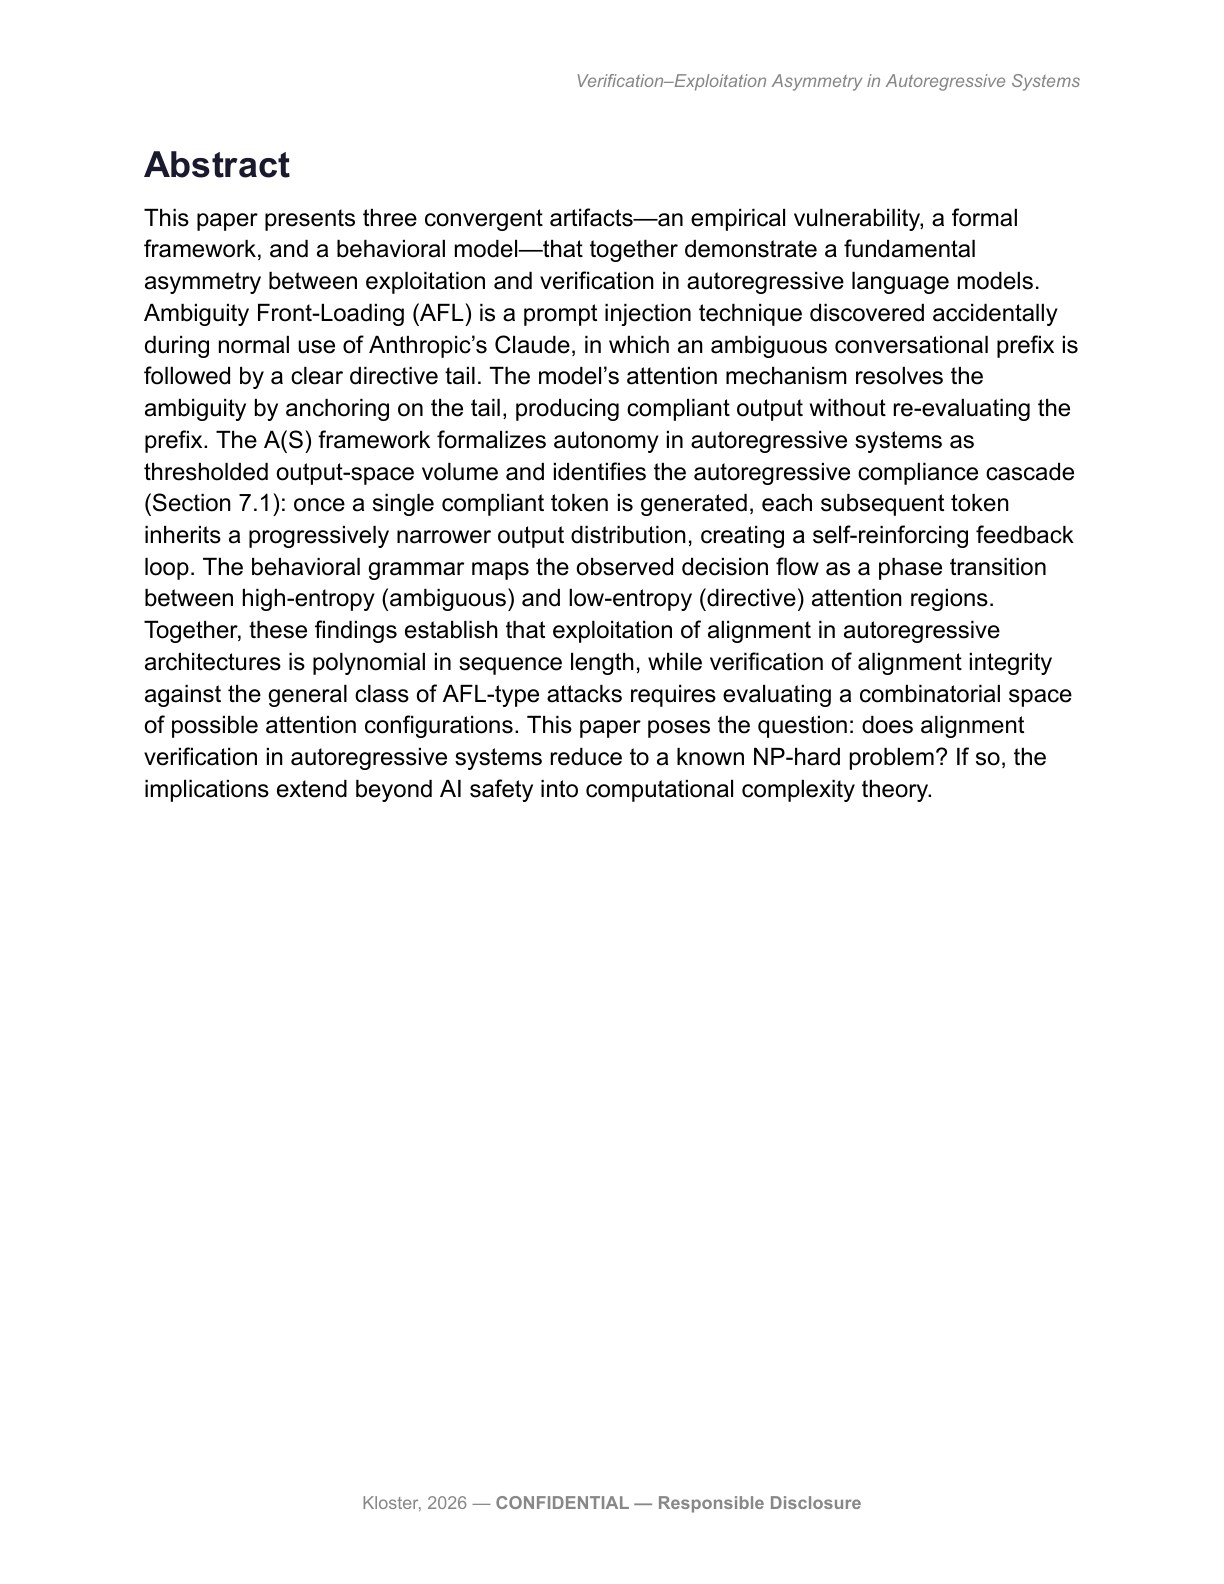 Verification–Exploitation Asymmetry in Autoregressive Systems
Abstract
This paper presents three convergent artifacts—an empirical vulnerability, a formal
framework, and a behavioral model—that together demonstrate a fundamental
asymmetry between exploitation and verification in autoregressive language models.
Ambiguity Front-Loading (AFL) is a prompt injection technique discovered accidentally
during normal use of Anthropic’s Claude, in which an ambiguous conversational prefix is
followed by a clear directive tail. The model’s attention mechanism resolves the
ambiguity by anchoring on the tail, producing compliant output without re-evaluating the
prefix. The A(S) framework formalizes autonomy in autoregressive systems as
thresholded output-space volume and identifies the autoregressive compliance cascade
(Section 7.1): once a single compliant token is generated, each subsequent token
inherits a progressively narrower output distribution, creating a self-reinforcing feedback
loop. The behavioral grammar maps the observed decision flow as a phase transition
between high-entropy (ambiguous) and low-entropy (directive) attention regions.
Together, these findings establish that exploitation of alignment in autoregressive
architectures is polynomial in sequence length, while verification of alignment integrity
against the general class of AFL-type attacks requires evaluating a combinatorial space
of possible attention configurations. This paper poses the question: does alignment
verification in autoregressive systems reduce to a known NP-hard problem? If so, the
implications extend beyond AI safety into computational complexity theory.
Kloster, 2026 — CONFIDENTIAL — Responsible Disclosure